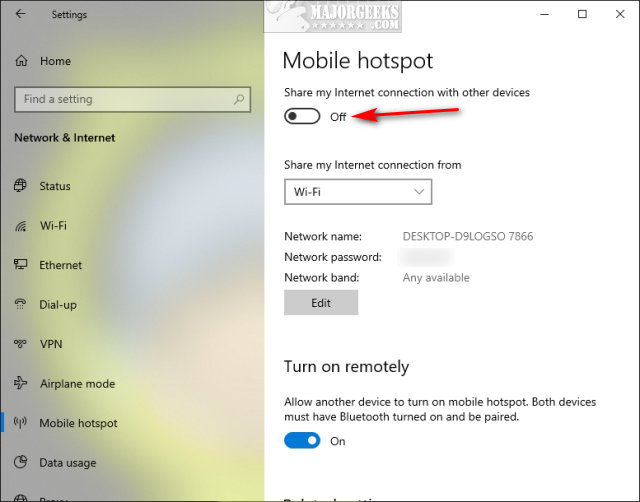 MAJORGEEKS
.COM
Settings
Home
Find a setting
Network & Internet
Status
Wi-Fi
Ethernet
Dial-up
VPN
Airplane mode
Mobile hotspot
Data usage
Proxy
Mobile hotspot
Share my Internet connection with other devices
Off
Share my Internet connection from
Wi-Fi
Network name: DESKTOP-D9LOGSO 7866
Network password:
Network band: Any available
Edit
Turn on remotely
Allow another device to turn on mobile hotspot. Both devices
must have Bluetooth turned on and be paired.
On
Related settings